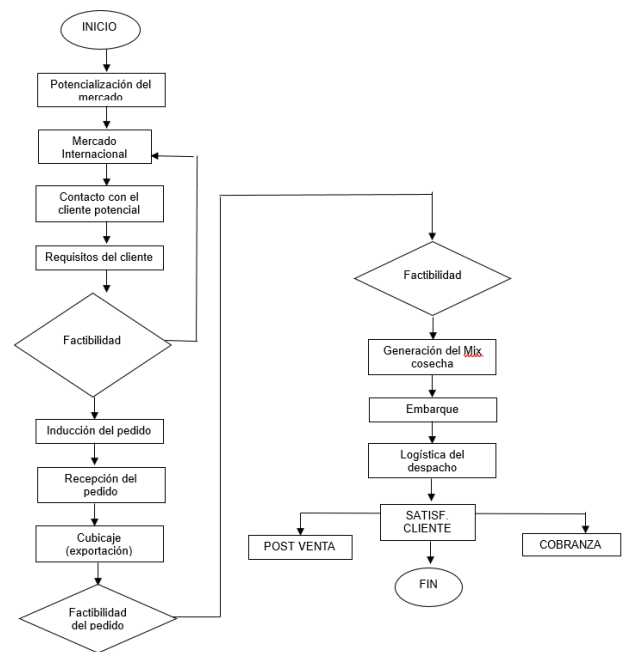 INICIO
Potencialización del
mercado
Mercado
Internacional
Contacto con el
cliente potencial
Requisitos del cliente
Factibilidad
Inducción del pedido
Recepción del
pedido
Cubicaje
(exportación)
Factibilidad
del pedido
Factibilidad
Generación del Mix
cosecha
Embarque
Logística del
despacho
SATISF.
CLIENTE
POST VENTA
COBRANZA
FIN